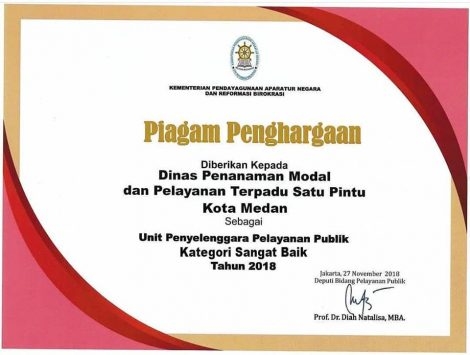 KEMENTERIAN PENDAYAGUNAAN APARATUR NEGARA
DAN REFORMASI BIROKRASI
Piagam Penghargaan
Diberikan Kepada
Dinas Penanaman Modal
dan Pelayanan Terpadu Satu Pintu
Kota Medan
Sebagai
Unit Penyelenggara Pelayanan Publik
Kategori Sangat Baik
Tahun 2018
Jakarta, 27 November 2018
Deputi Bidang Pelayanan Publik
Prof. Dr. Diah Natalisa, MBA.